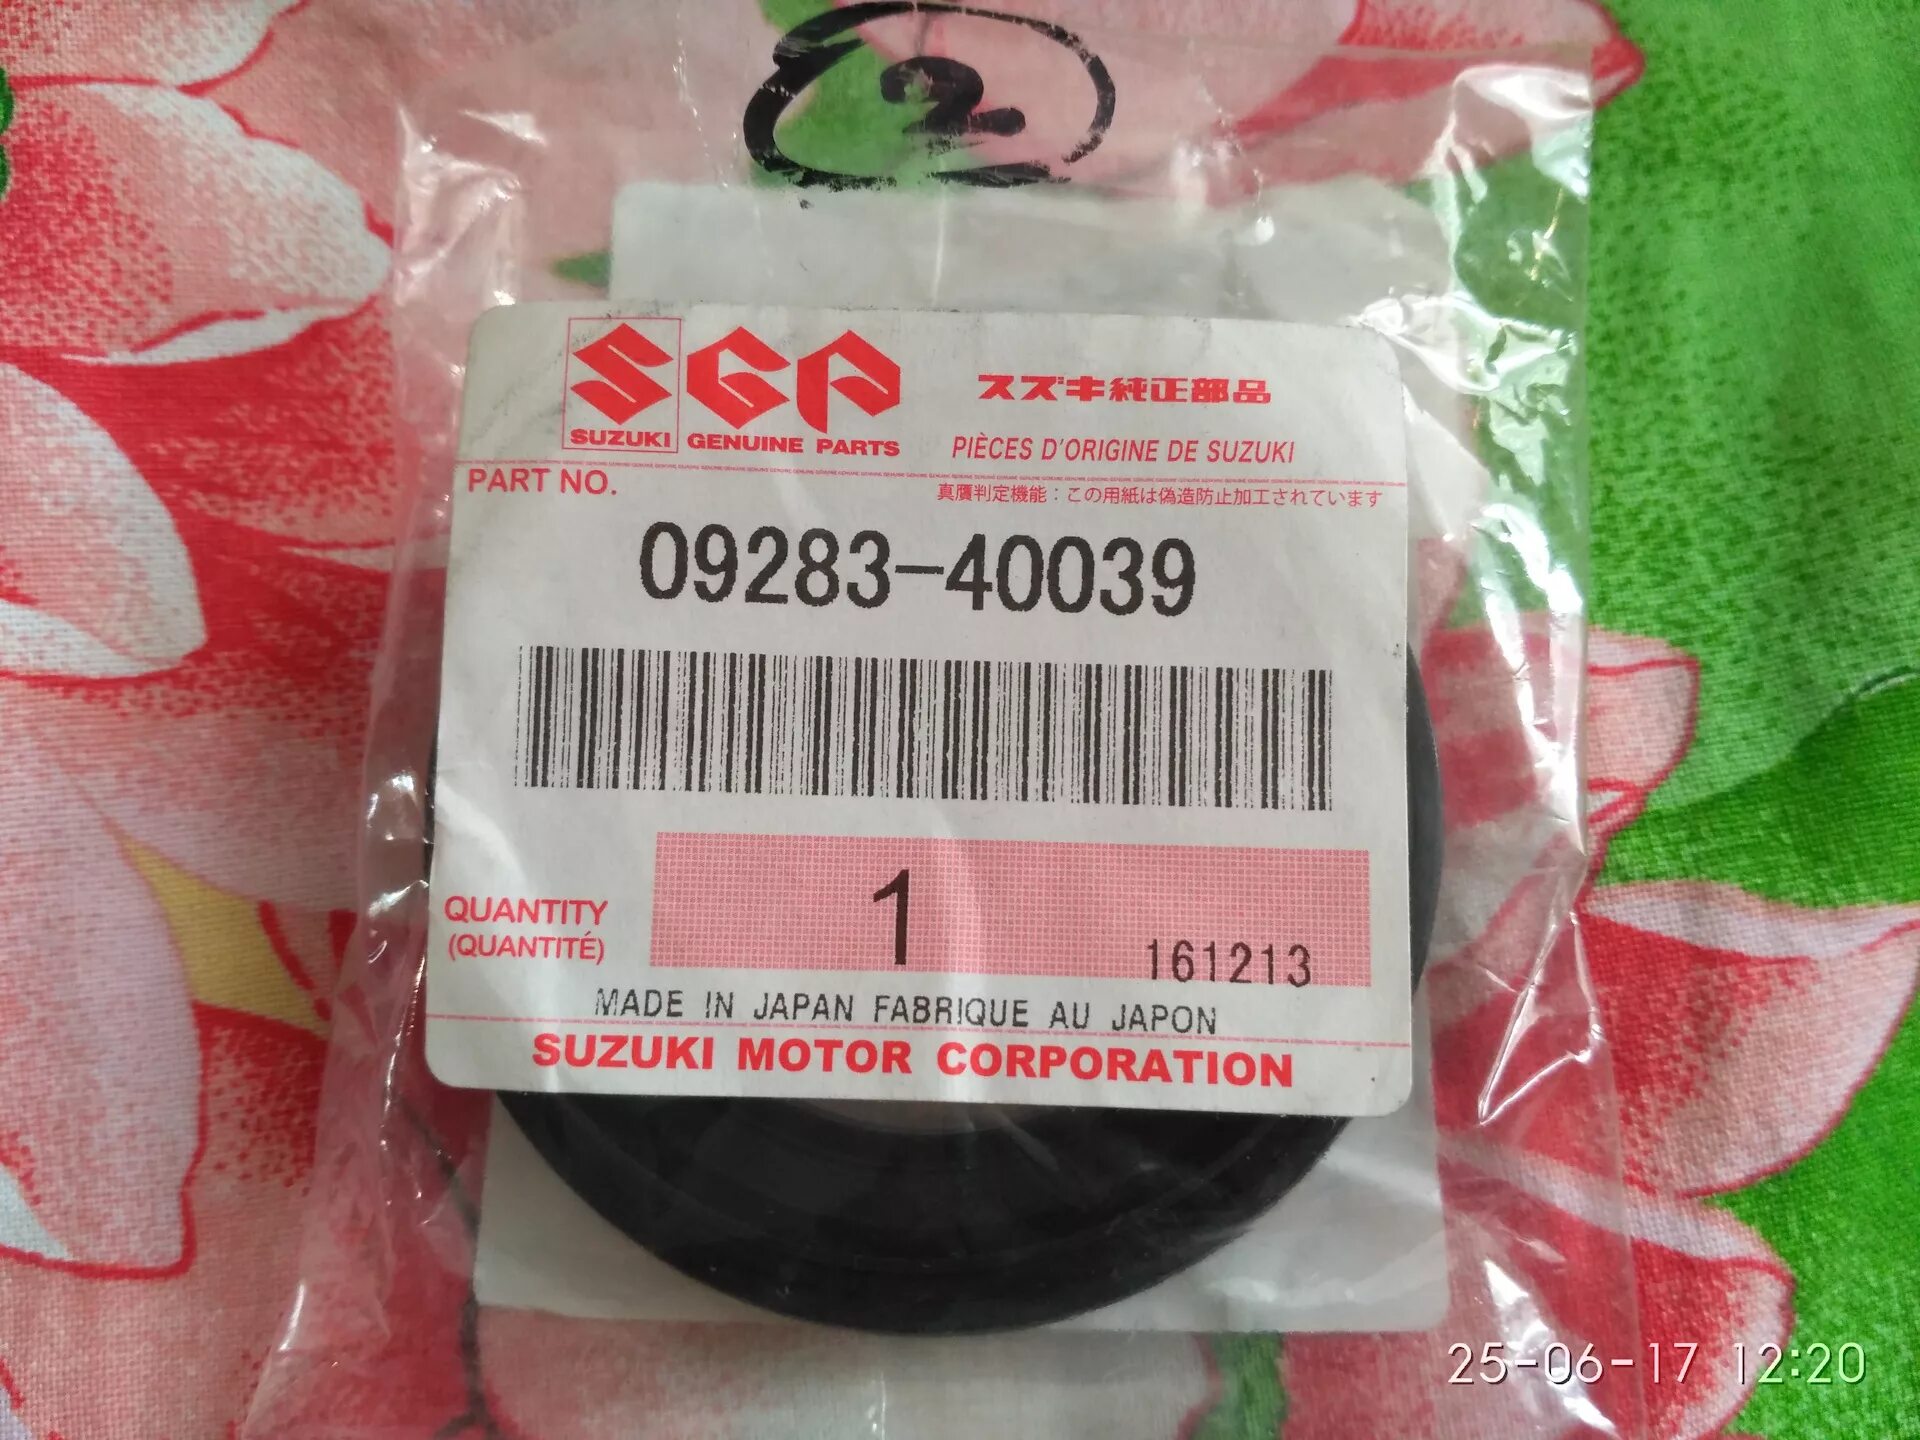 2
SUZUKI
SGP
GENUINE PARTS
スズキ純正部品
PIÈCES D'ORIGINE DE SUZUKI
PART NO.
真贋判定機能：この用紙は偽造防止加工されています
09283-40039
QUANTITY
(QUANTITÉ)
1
161213
MADE IN JAPAN FABRIQUE AU JAPON
SUZUKI MOTOR CORPORATION
25-06-17 12:20